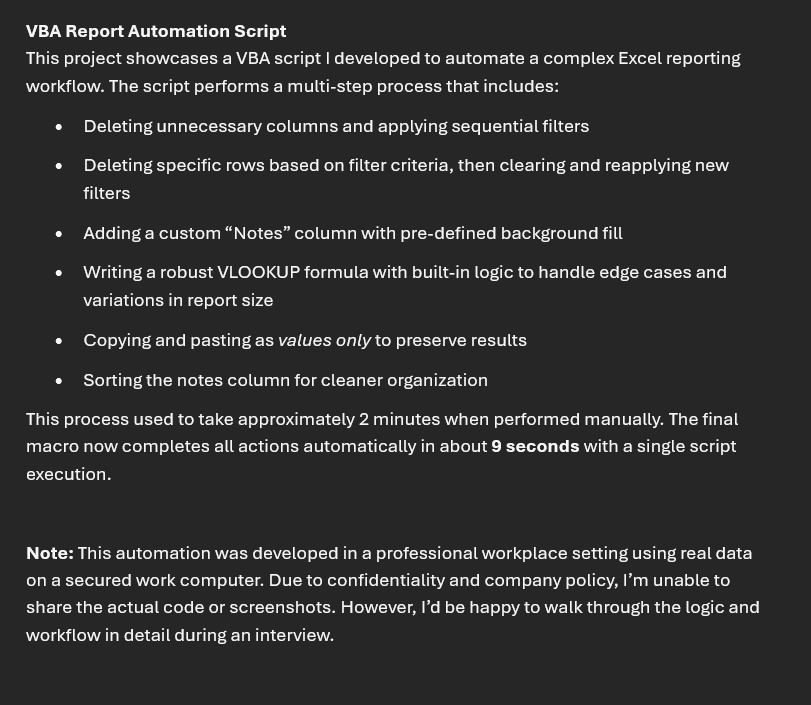 VBA Report Automation Script
This project showcases a VBA script I developed to automate a complex Excel reporting
workflow. The script performs a multi-step process that includes:
• Deleting unnecessary columns and applying sequential filters
• Deleting specific rows based on filter criteria, then clearing and reapplying new
filters
• Adding a custom “Notes” column with pre-defined background fill
• Writing a robust VLOOKUP formula with built-in logic to handle edge cases and
variations in report size
• Copying and pasting as values only to preserve results
• Sorting the notes column for cleaner organization
This process used to take approximately 2 minutes when performed manually. The final
macro now completes all actions automatically in about 9 seconds with a single script
execution.
Note: This automation was developed in a professional workplace setting using real data
on a secured work computer. Due to confidentiality and company policy, I’m unable to
share the actual code or screenshots. However, I’d be happy to walk through the logic and
workflow in detail during an interview.